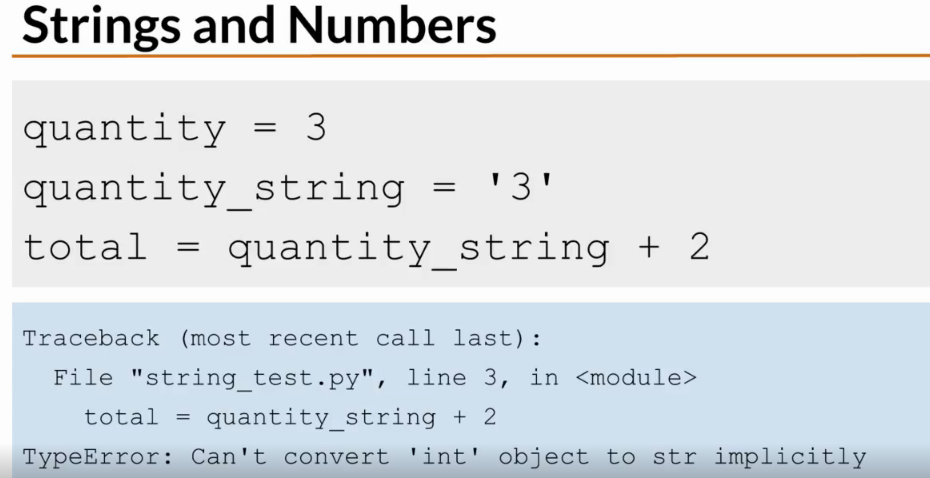 Strings and Numbers
quantity = 3
quantity_string = '3'
total = quantity_string + 2
Traceback (most recent call last):
File "string_test.py", line 3, in <module>
total = quantity_string + 2
TypeError: Can't convert 'int' object to str implicitly